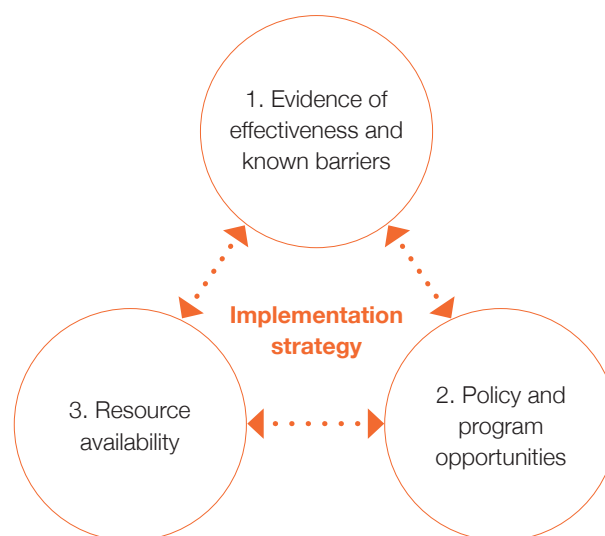 1. Evidence of
effectiveness and
known barriers
Implementation
strategy
3. Resource
availability
2. Policy and
program
opportunities